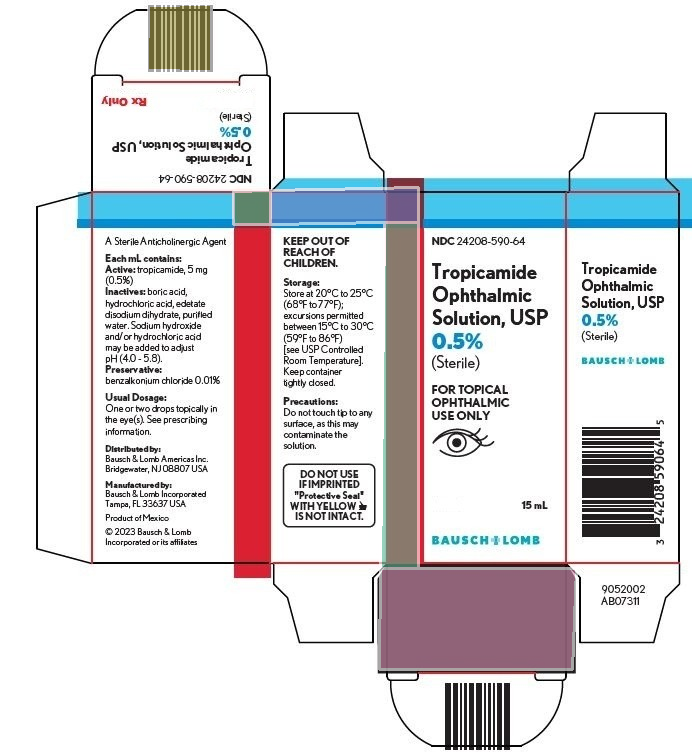 Rx Only
(Sterile)
0.5%
Ophthalmic Solution, USP
Tropicamide
NDC 24208-590-64
A Sterile Anticholinergic Agent
Each mL contains:
Active: tropicamide, 5 mg
(0.5%)
Inactives: boric acid,
hydrochloric acid, edetate
disodium dihydrate, purified
water. Sodium hydroxide
and/or hydrochloric acid
may be added to adjust
pH (4.0 - 5.8).
Preservative:
benzalkonium chloride 0.01%
Usual Dosage:
One or two drops topically in
the eye(s). See prescribing
information.
Distributed by:
Bausch & Lomb Americas Inc.
Bridgewater, NJ 08807 USA
Manufactured by:
Bausch & Lomb Incorporated
Tampa, FL 33637 USA
Product of Mexico
© 2023 Bausch & Lomb
Incorporated or its affiliates
KEEP OUT OF
REACH OF
CHILDREN.
Storage:
Store at 20°C to 25°C
(68°F to 77°F);
excursions permitted
between 15°C to 30°C
(59°F to 86°F)
[see USP Controlled
Room Temperature].
Keep container
tightly closed.
Precautions:
Do not touch tip to any
surface, as this may
contaminate the
solution.
DO NOT USE
IF IMPRINTED
"Protective Seal"
WITH YELLOW
IS NOT INTACT.
NDC 24208-590-64
Tropicamide
Ophthalmic
Solution, USP
0.5%
(Sterile)
FOR TOPICAL
OPHTHALMIC
USE ONLY
15 mL
BAUSCH + LOMB
Tropicamide
Ophthalmic
Solution, USP
0.5%
(Sterile)
BAUSCH + LOMB
3 24208 59064 5
9052002
AB07311